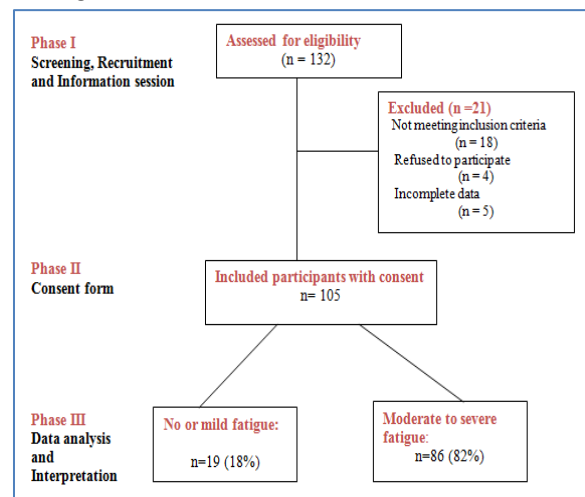 Phase I
Screening, Recruitment
and Information session
Assessed for eligibility
(n = 132)
Excluded (n =21)
Not meeting inclusion criteria
(n = 18)
Refused to participate
(n = 4)
Incomplete data
(n = 5)
Phase II
Consent form
Included participants with consent
n= 105
Phase III
Data analysis
and
Interpretation
No or mild fatigue:
n=19 (18%)
Moderate to severe
fatigue:
n=86 (82%)